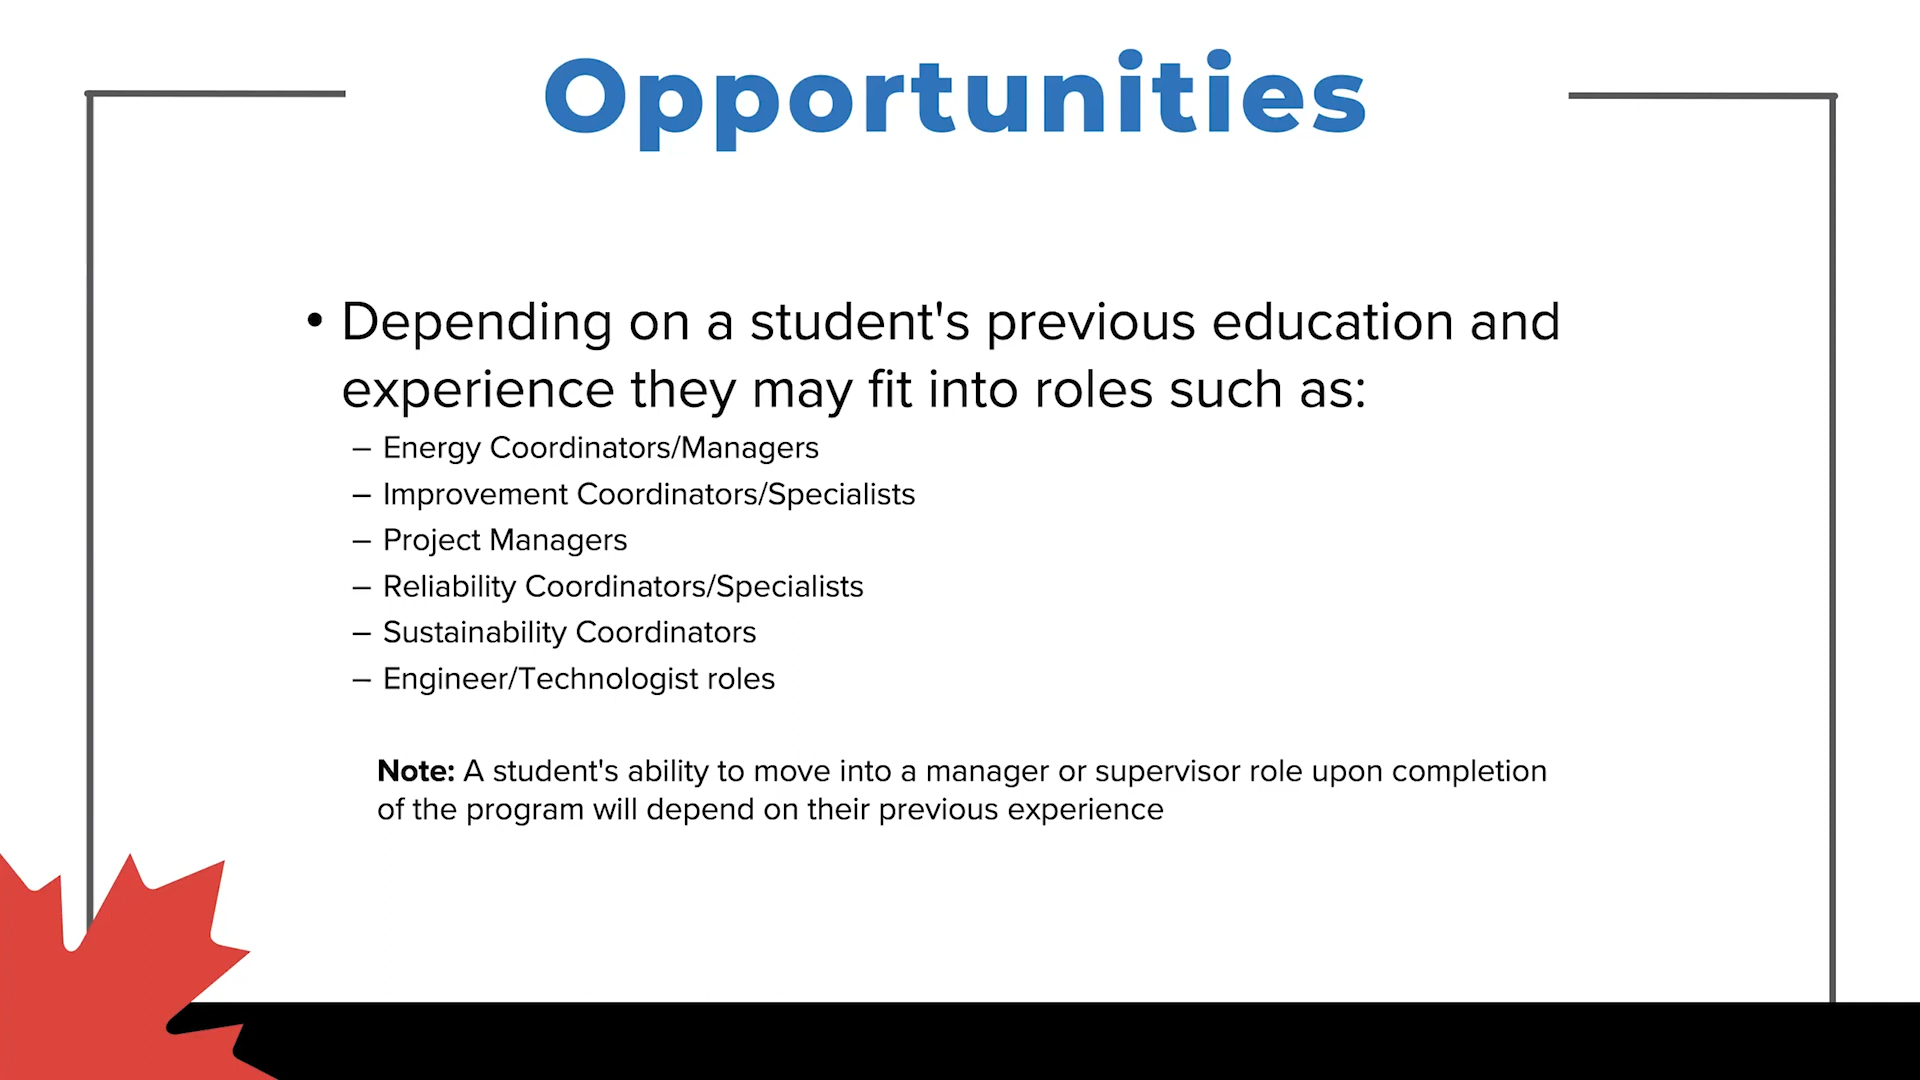 Opportunities
• Depending on a student's previous education and
experience they may fit into roles such as:
– Energy Coordinators/Managers
– Improvement Coordinators/Specialists
– Project Managers
– Reliability Coordinators/Specialists
– Sustainability Coordinators
– Engineer/Technologist roles
Note: A student's ability to move into a manager or supervisor role upon completion
of the program will depend on their previous experience